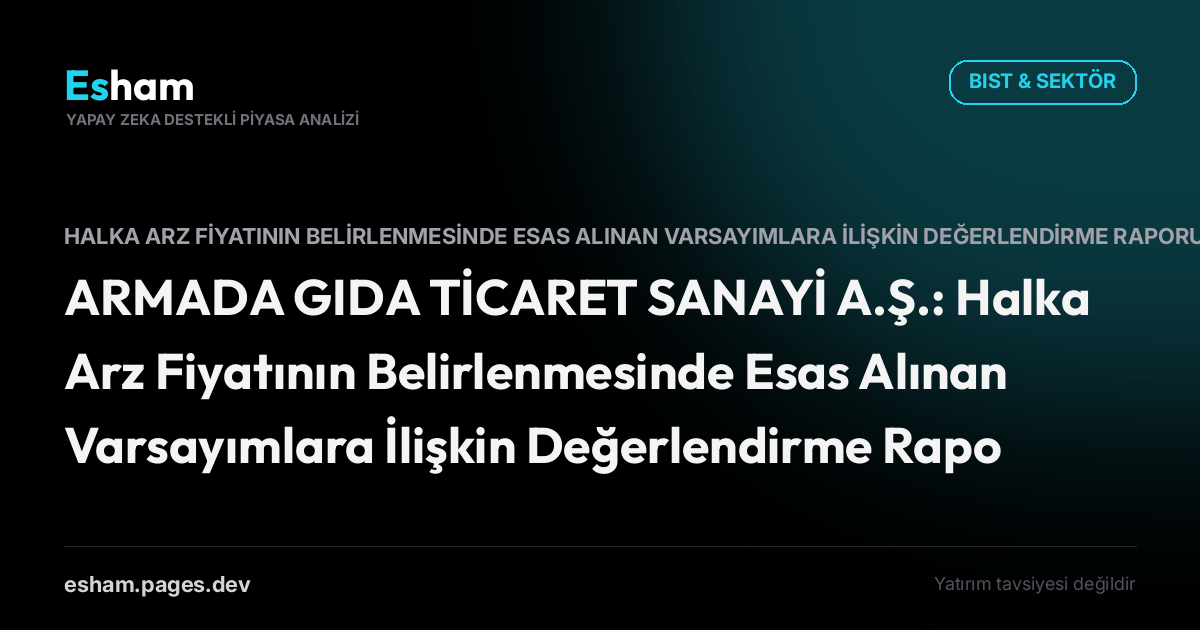 Esham
YAPAY ZEKA DESTEKLİ PİYASA ANALİZİ
BIST & SEKTÖR
HALKA ARZ FİYATININ BELİRLENMESİNDE ESAS ALINAN VARSAYIMLARA İLİŞKİN DEĞERLENDİRME RAPORU
ARMADA GIDA TİCARET SANAYİ A.Ş.: Halka
Arz Fiyatının Belirlenmesinde Esas Alınan
Varsayımlara İlişkin Değerlendirme Rapo
esham.pages.dev
Yatırım tavsiyesi değildir